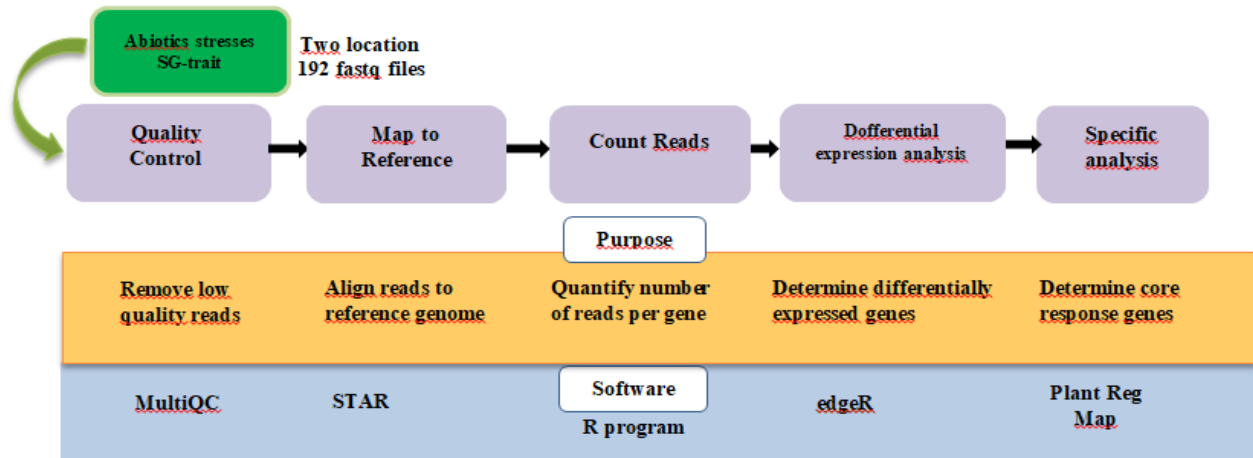 Abiotics stresses
SG-trait
Two location
192 fastq files
Quality
Control
Map to
Reference
Count Reads
Dofferential
expression analysis
Specific
analysis
Purpose
Remove low
quality reads
Align reads to
reference genome
Quantify number
of reads per gene
Determine differentially
expressed genes
Determine core
response genes
Software
MultiQC
STAR
R program
edgeR
Plant Reg
Map